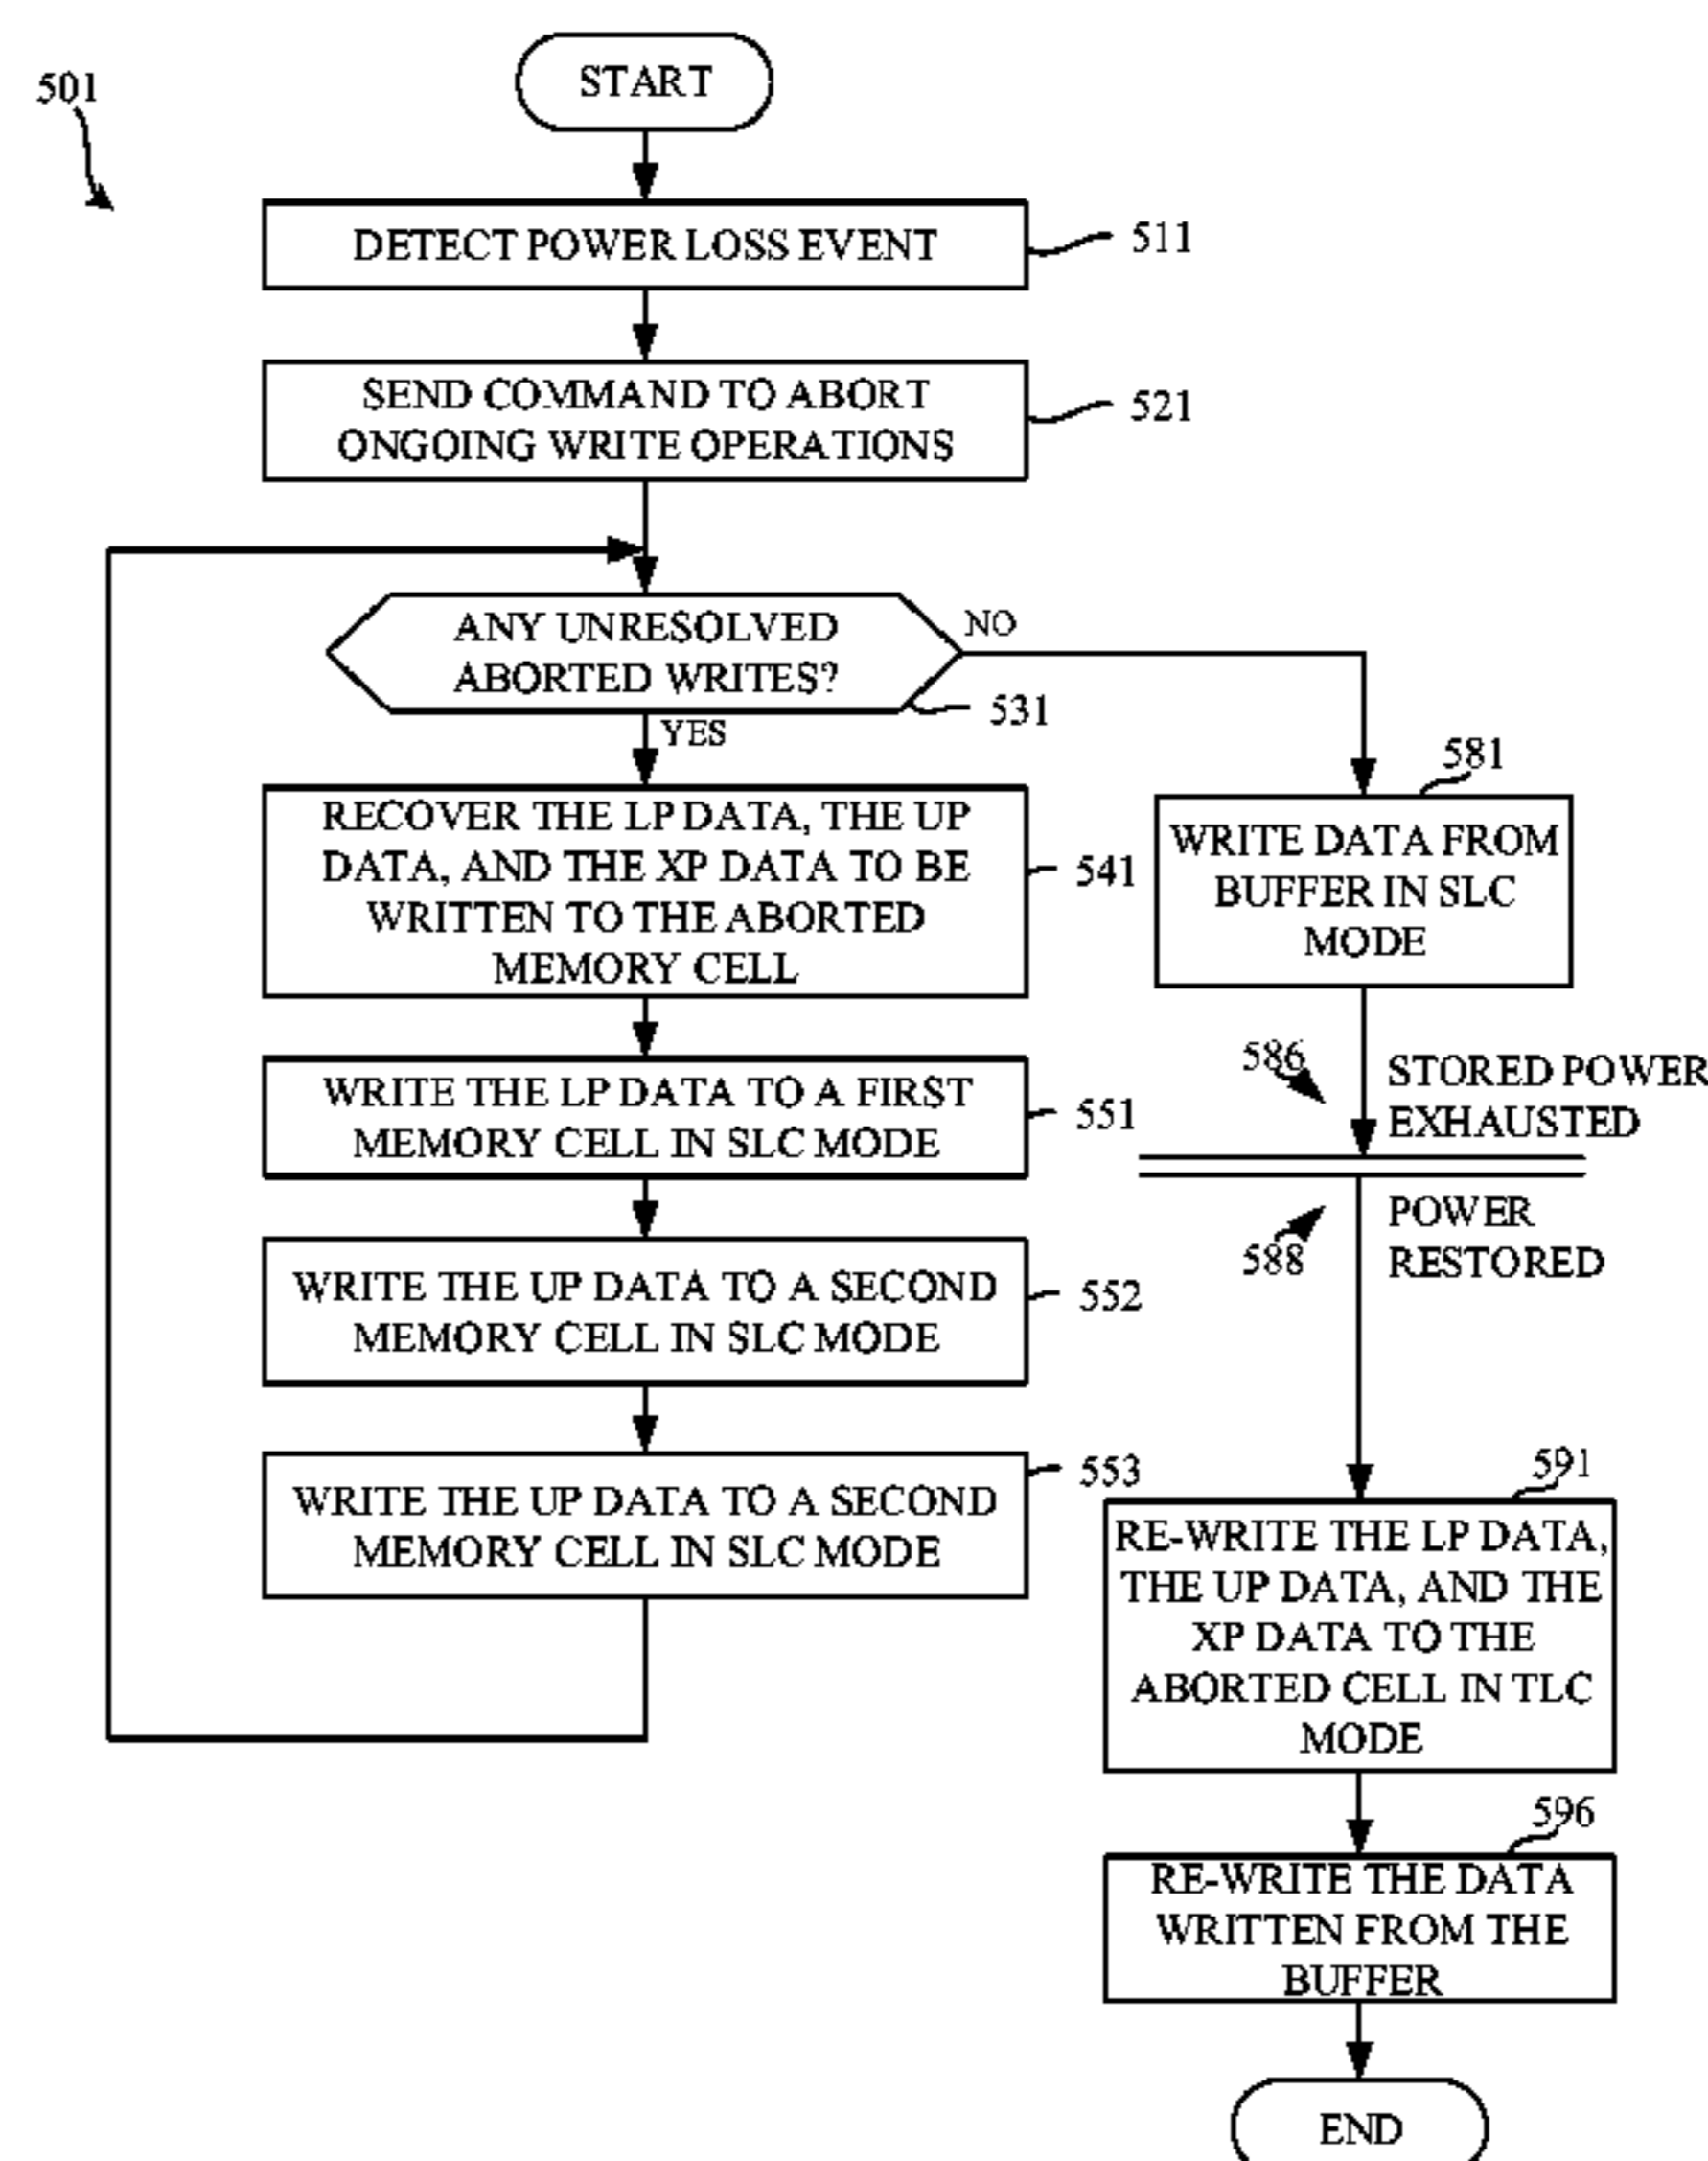 START
501
DETECT POWER LOSS EVENT
511
SEND COMMAND TO ABORT
ONGOING WRITE OPERATIONS
521
ANY UNRESOLVED
ABORTED WRITES?
NO
531
YES
RECOVER THE LP DATA, THE UP
DATA, AND THE XP DATA TO BE
WRITTEN TO THE ABORTED
MEMORY CELL
541
WRITE THE LP DATA TO A FIRST
MEMORY CELL IN SLC MODE
551
WRITE THE UP DATA TO A SECOND
MEMORY CELL IN SLC MODE
552
WRITE THE UP DATA TO A SECOND
MEMORY CELL IN SLC MODE
553
581
WRITE DATA FROM
BUFFER IN SLC
MODE
586
STORED POWER
EXHAUSTED
588
POWER
RESTORED
591
RE-WRITE THE LP DATA,
THE UP DATA, AND THE
XP DATA TO THE
ABORTED CELL IN TLC
MODE
596
RE-WRITE THE DATA
WRITTEN FROM THE
BUFFER
END